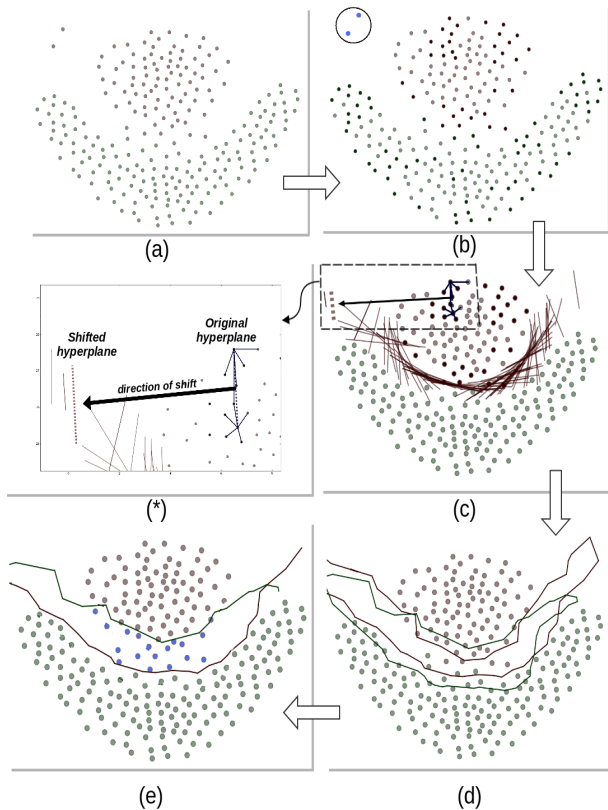 (a)
(b)
Shifted
hyperplane
Original
hyperplane
direction of shift
(*)
(c)
(e)
(d)